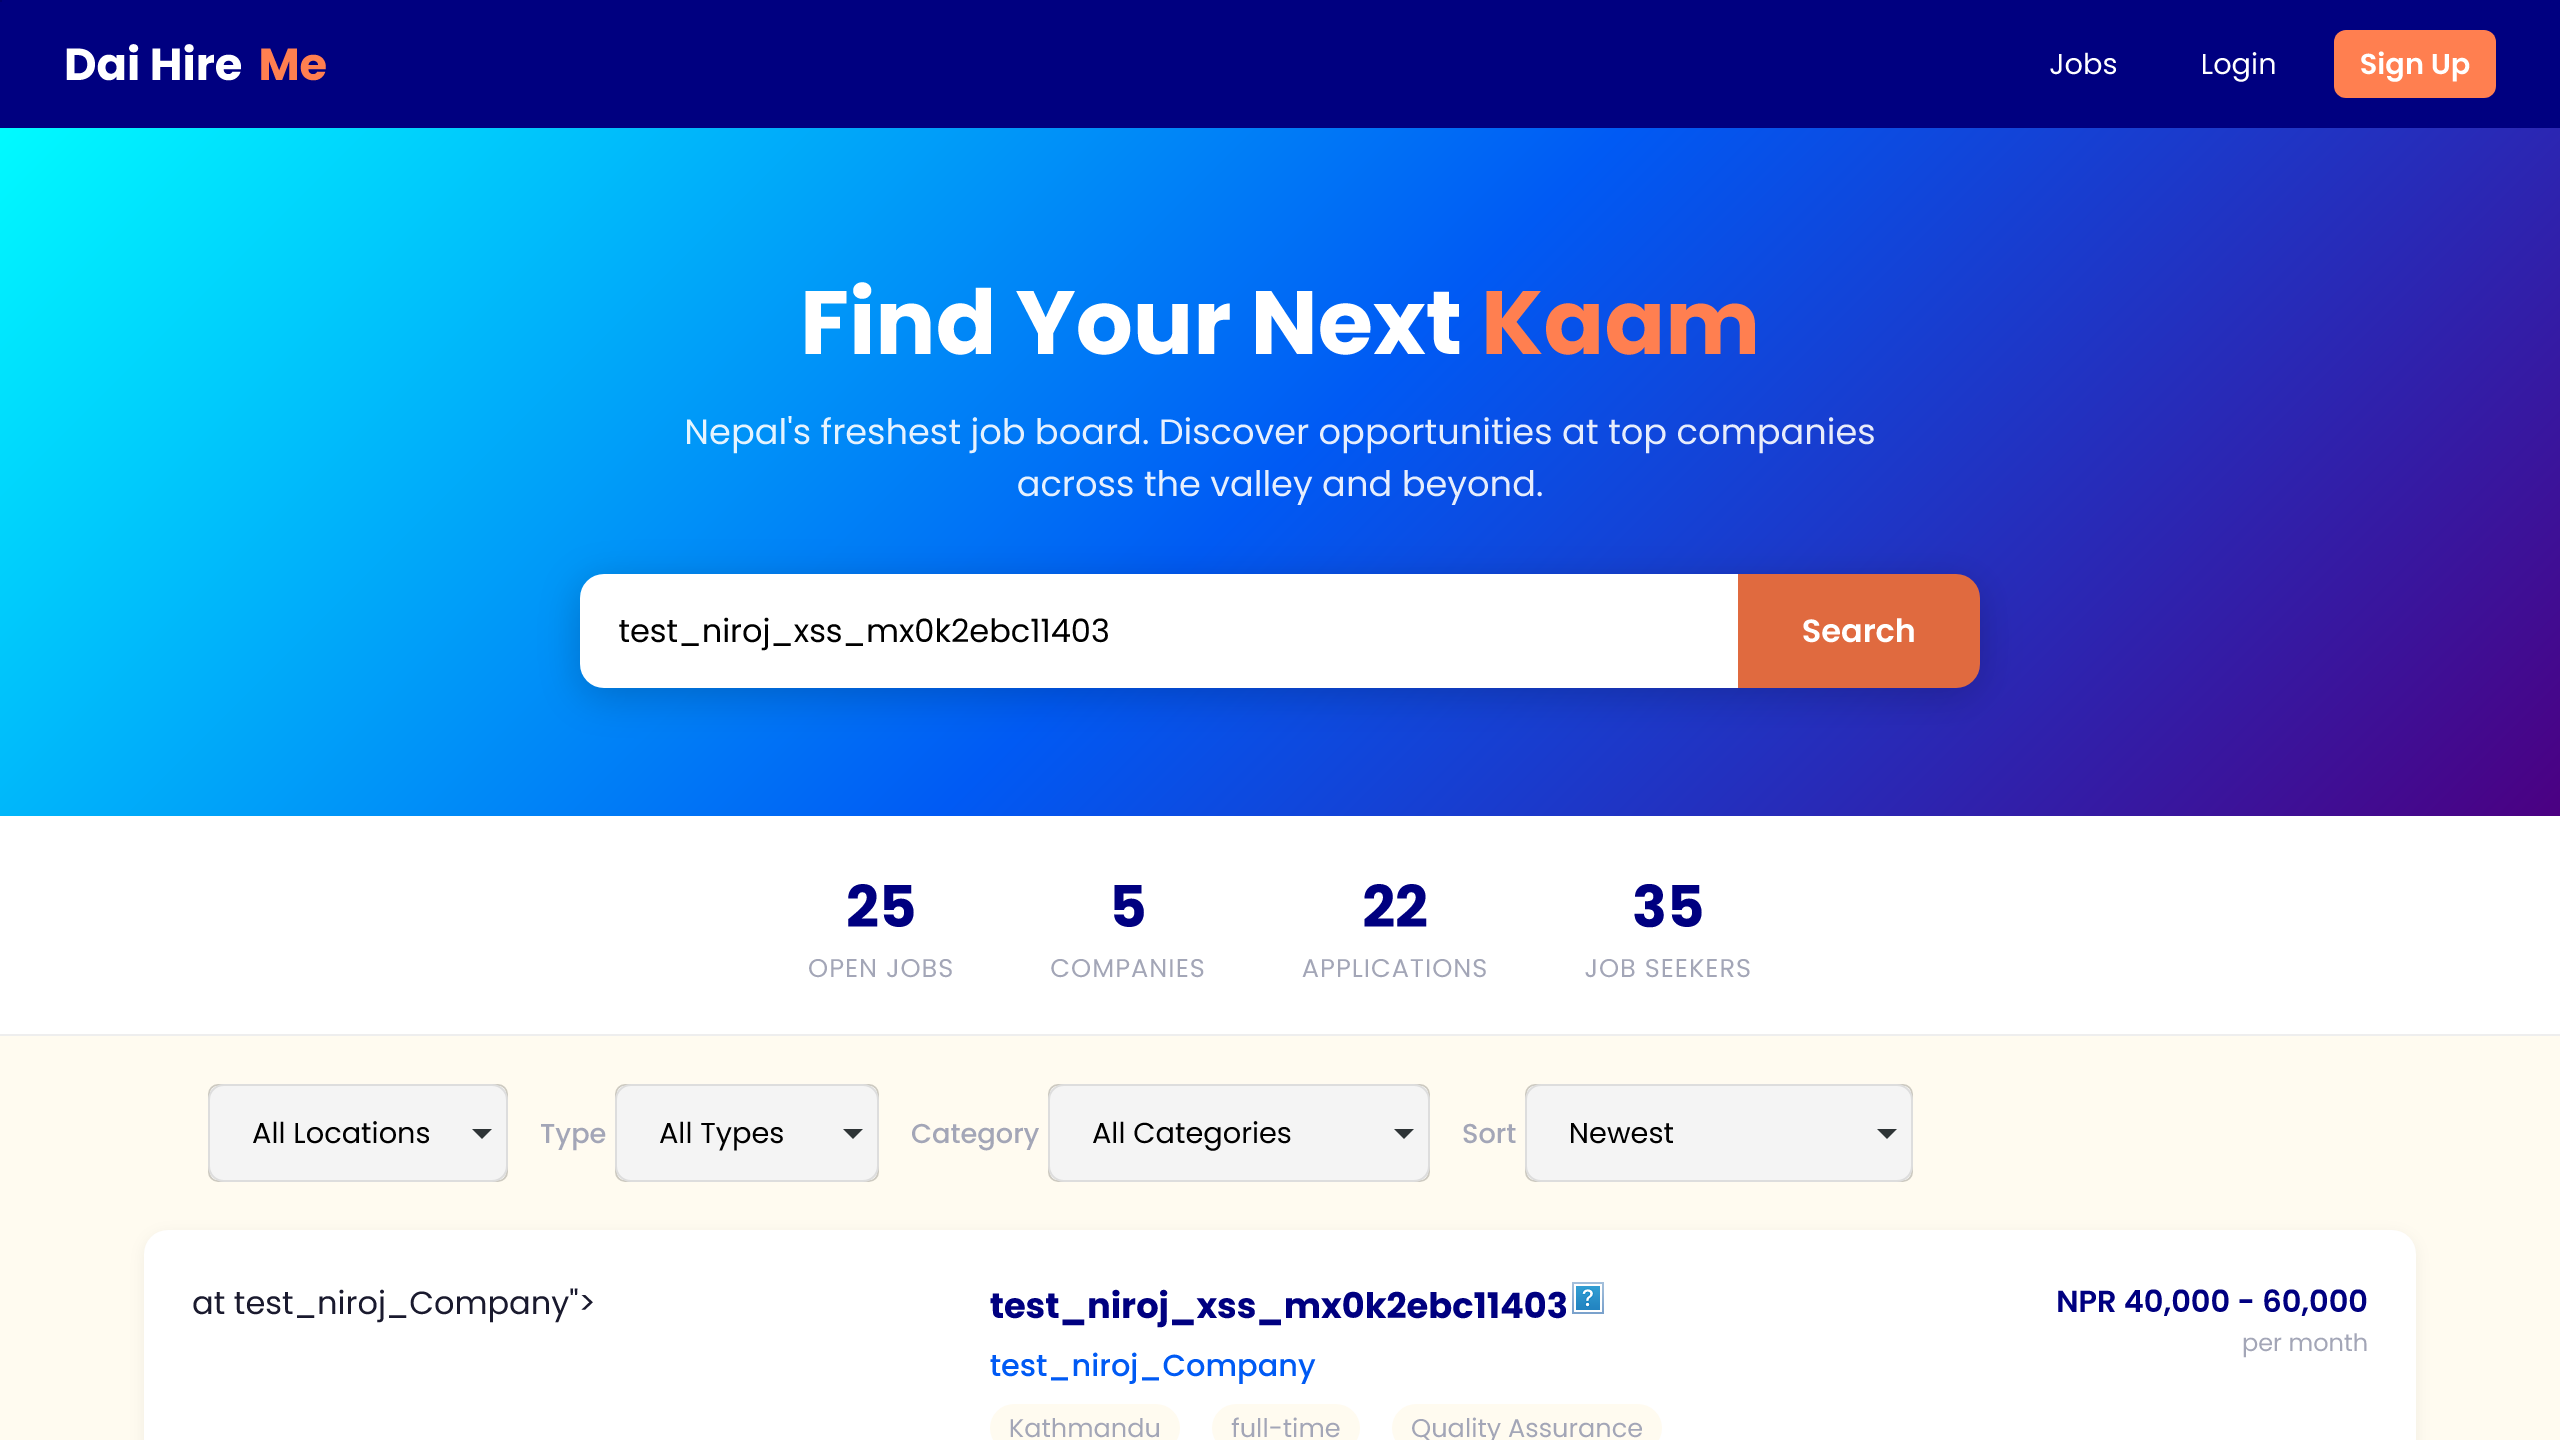 Dai Hire Me
Jobs
Login
Sign Up
Find Your Next Kaam
Nepal's freshest job board. Discover opportunities at top companies
across the valley and beyond.
test_niroj_xss_mx0k2ebc11403
Search
25
OPEN JOBS
5
COMPANIES
22
APPLICATIONS
35
JOB SEEKERS
All Locations
Type
All Types
Category
All Categories
Sort
Newest
at test_niroj_Company">
test_niroj_xss_mx0k2ebc11403
test_niroj_Company
Kathmandu
full-time
Quality Assurance
NPR 40,000 - 60,000
per month